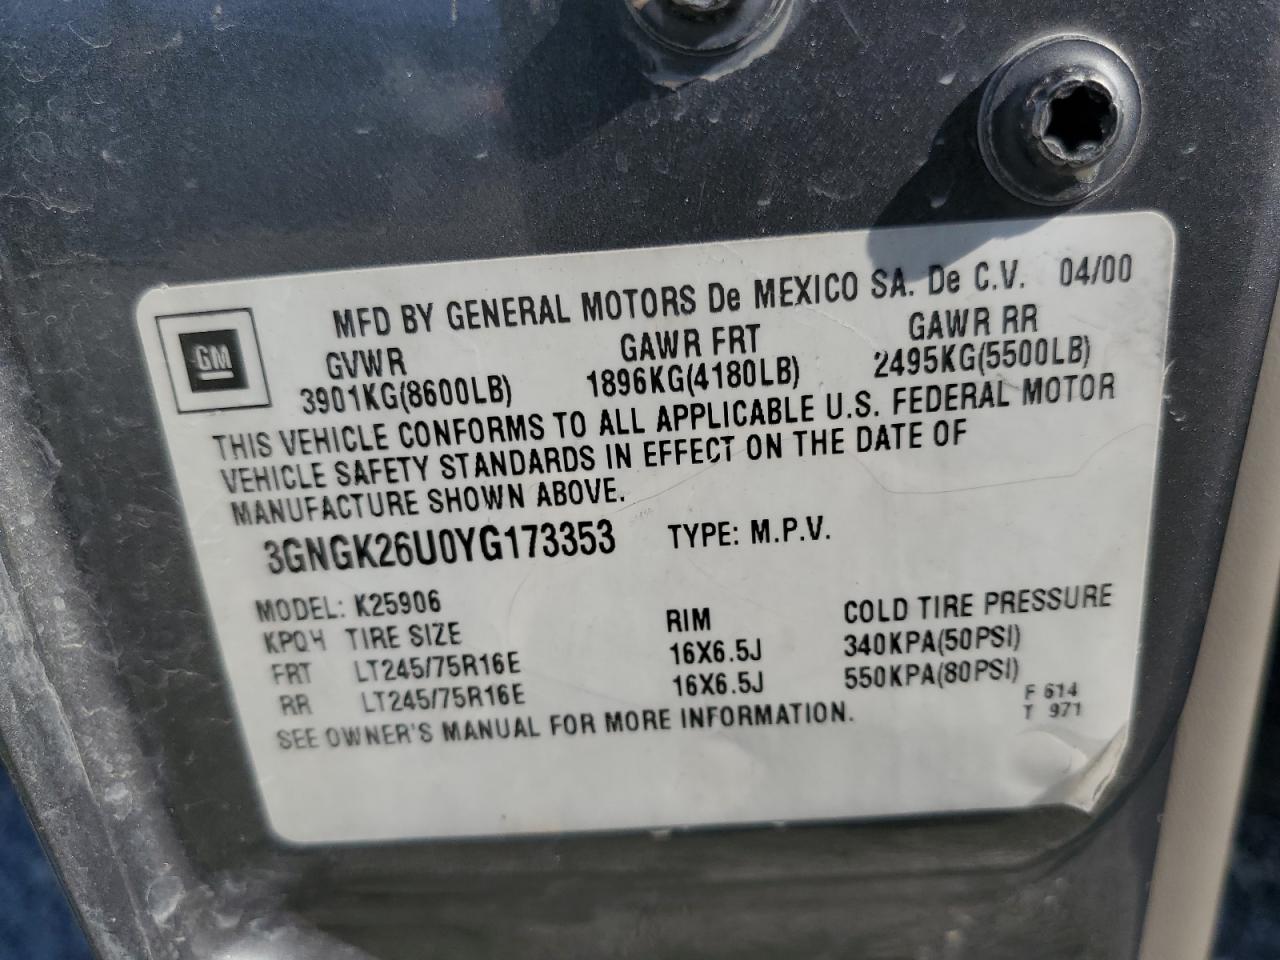 MFD BY GENERAL MOTORS De MEXICO SA. De C.V. 04/00
GM
GVWR GAWR FRT GAWR RR
3901KG(8600LB) 1896KG(4180LB) 2495KG(5500LB)
THIS VEHICLE CONFORMS TO ALL APPLICABLE U.S. FEDERAL MOTOR
VEHICLE SAFETY STANDARDS IN EFFECT ON THE DATE OF
MANUFACTURE SHOWN ABOVE.
3GNGK26U0YG173353 TYPE: M.P.V.
MODEL: K25906
TIRE SIZE RIM COLD TIRE PRESSURE
FRT LT245/75R16E 16X6.5J 340KPA(50PSI)
RR LT245/75R16E 16X6.5J 550KPA(80PSI)
SEE OWNER'S MANUAL FOR MORE INFORMATION.
F 614
T 971